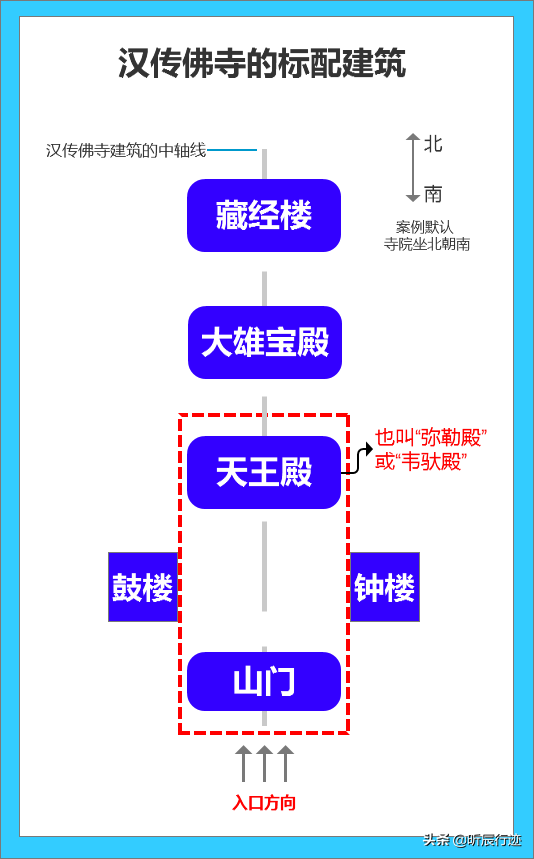 汉传佛寺的标配建筑
汉传佛寺建筑的中轴线
北
南
案例默认
寺院坐北朝南
藏经楼
大雄宝殿
天王殿
也叫“弥勒殿”
或“韦驮殿”
鼓楼
钟楼
山门
入口方向
头条 @昕辰行迹